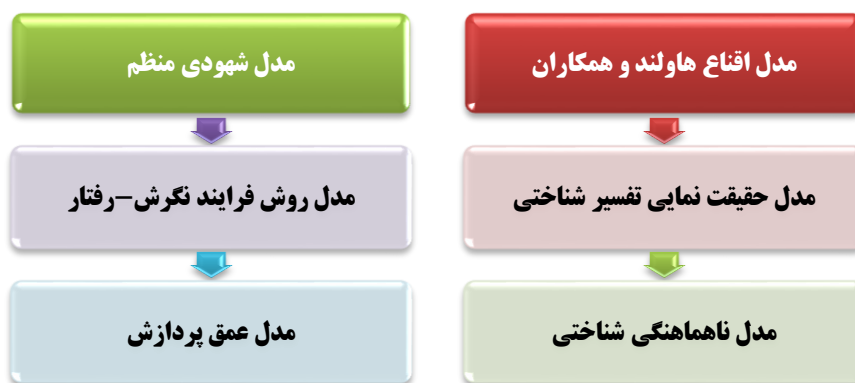 مدل اقناع هاولند و همکاران
مدل حقیقت نمایی تفسیر شناختی
مدل ناهماهنگی شناختی
مدل شهودی منظم
مدل روش فرایند نگرش-رفتار
مدل عمق پردازش